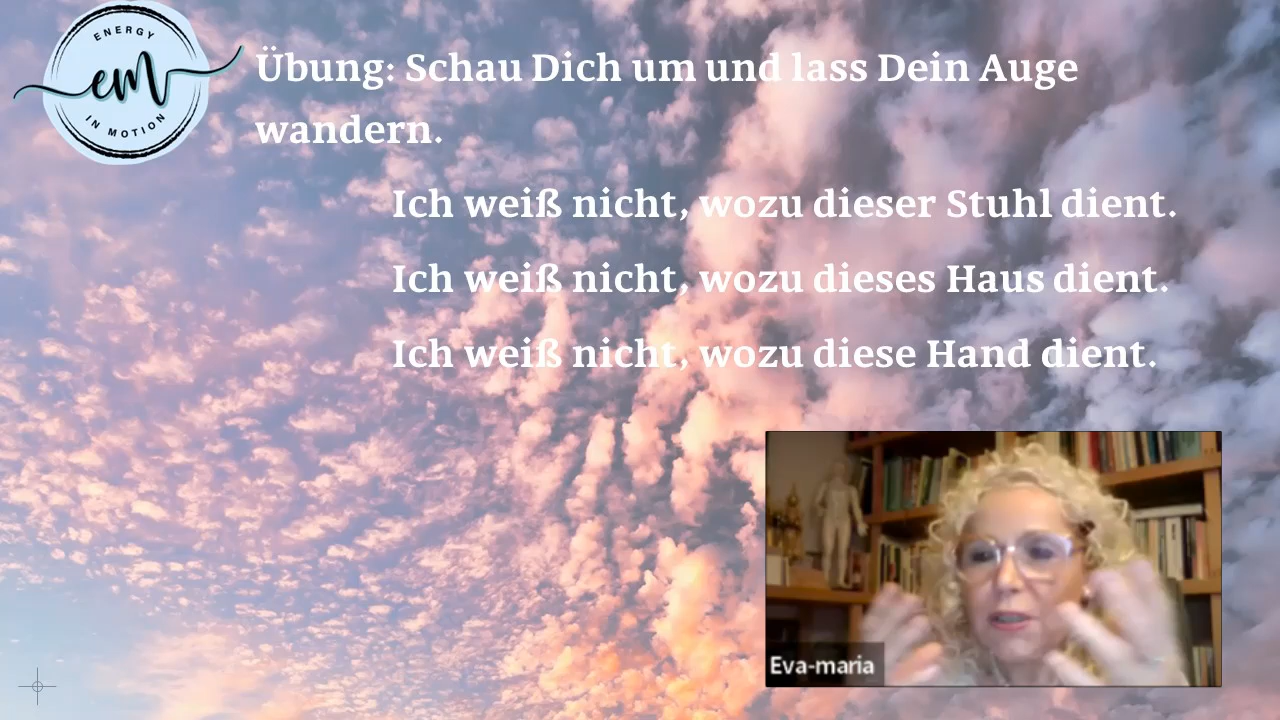 ENERGY
em
IN MOTION
Übung: Schau Dich um und lass Dein Auge
wandern.
Ich weiß nicht, wozu dieser Stuhl dient.
Ich weiß nicht, wozu dieses Haus dient.
Ich weiß nicht, wozu diese Hand dient.
Eva-maria